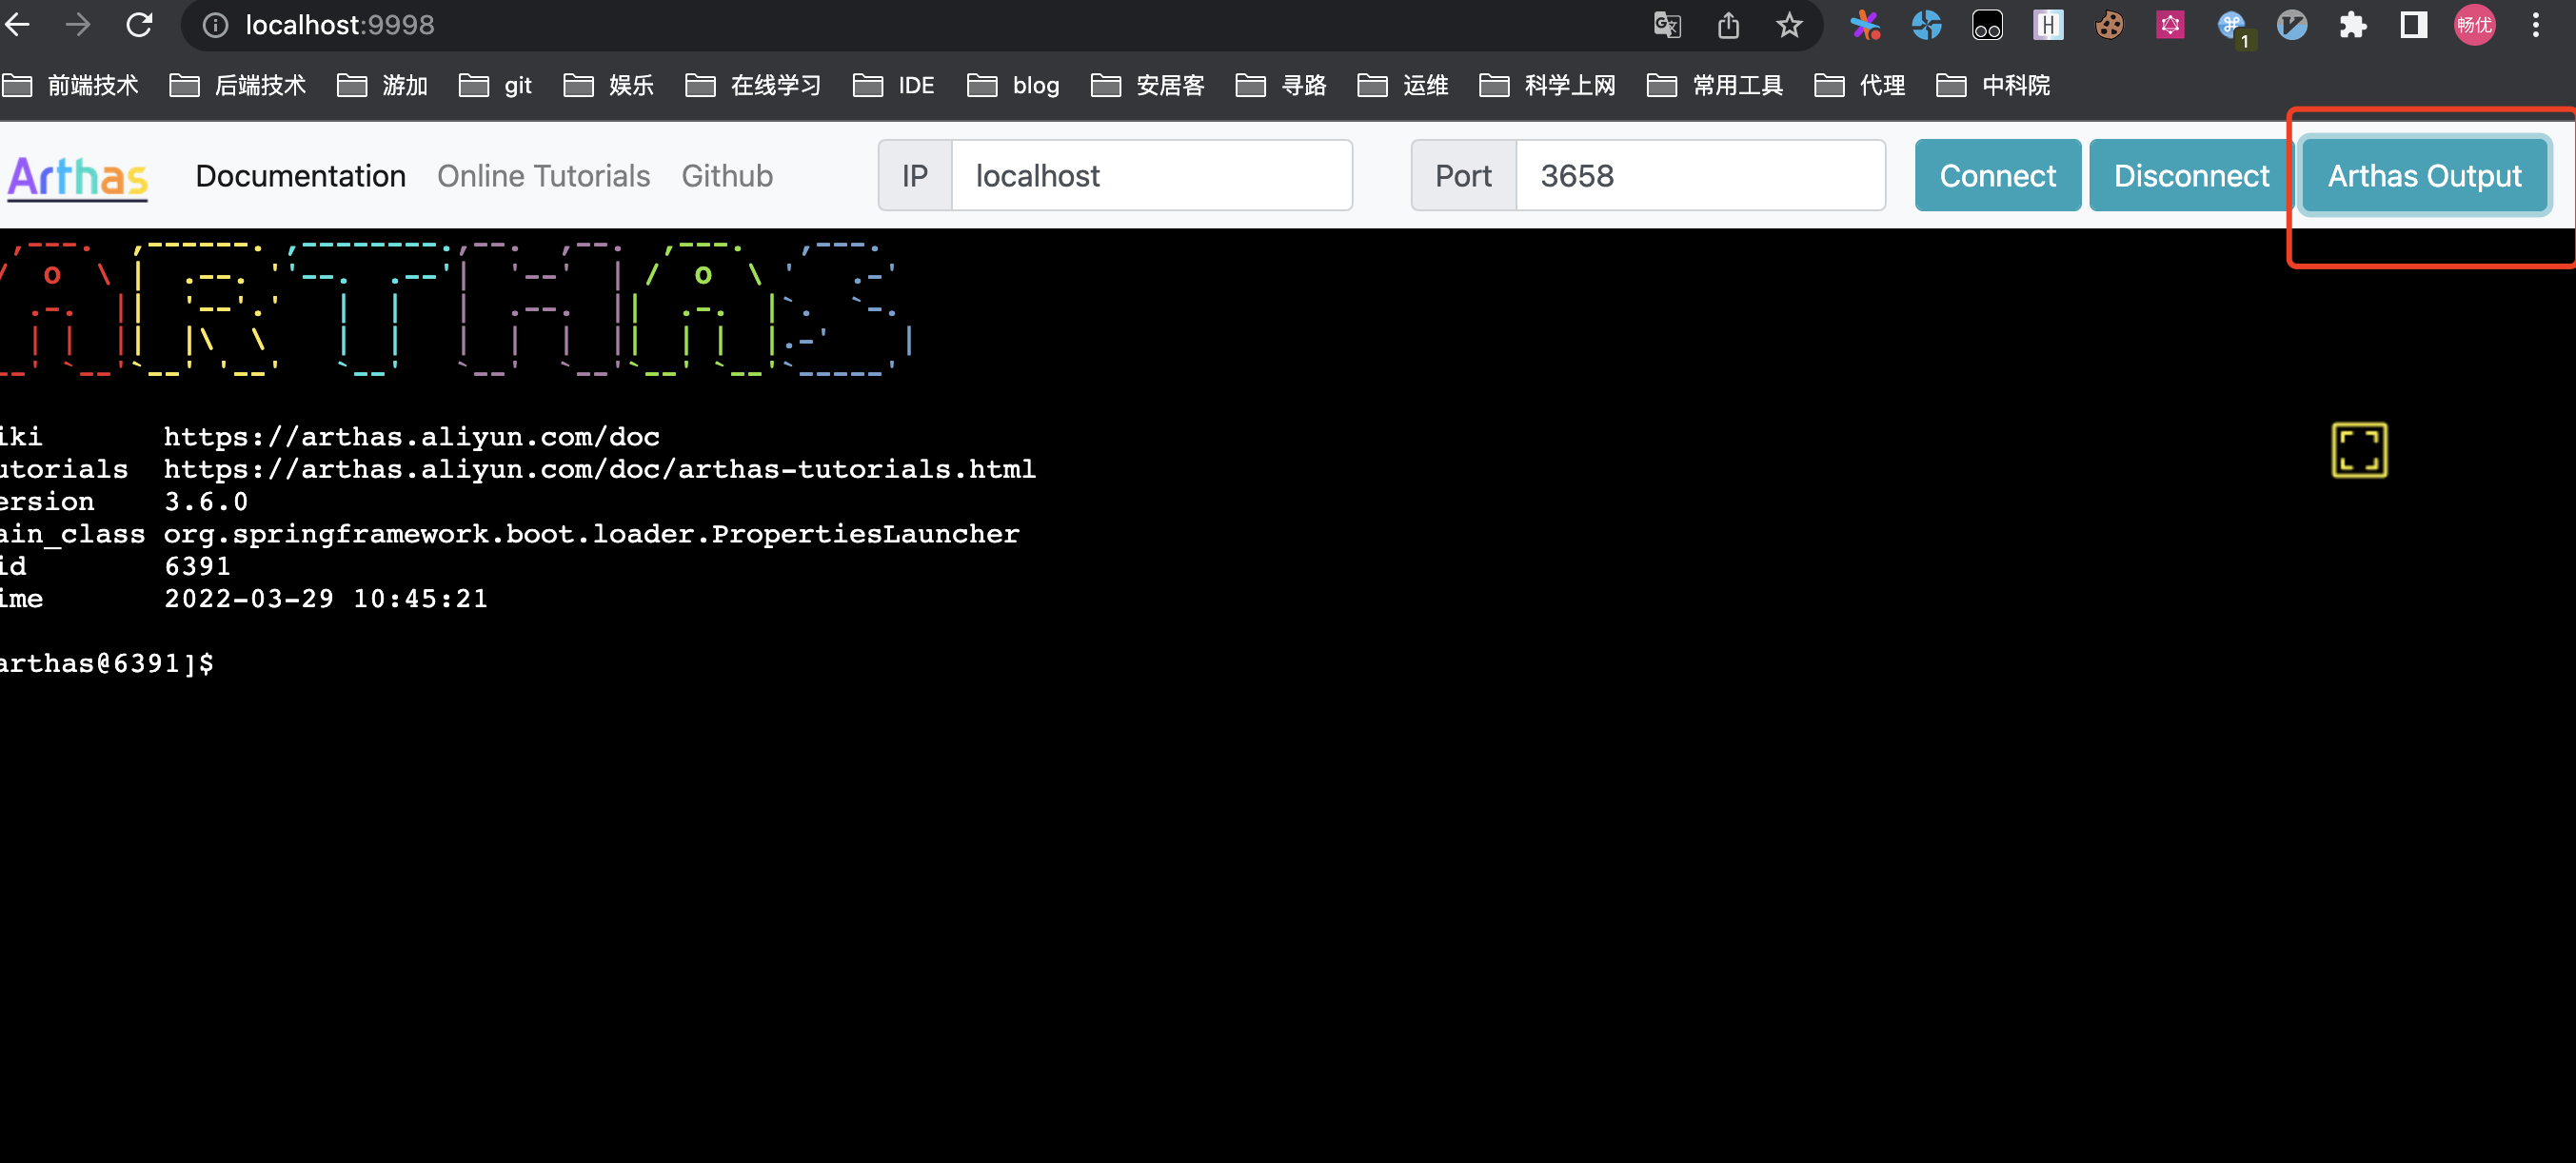 localhost:9998
畅优
1
前端技术 后端技术 游加 git 娱乐 在线学习 IDE blog 安居客 寻路 运维 科学上网 常用工具 代理 中科院
Arthas Documentation Online Tutorials Github IP localhost Port 3658 Connect Disconnect Arthas Output
ARTHAS
iki https://arthas.aliyun.com/doc
utorials https://arthas.aliyun.com/doc/arthas-tutorials.html
ersion 3.6.0
ain_class org.springframework.boot.loader.PropertiesLauncher
id 6391
ime 2022-03-29 10:45:21
arthas@6391]$